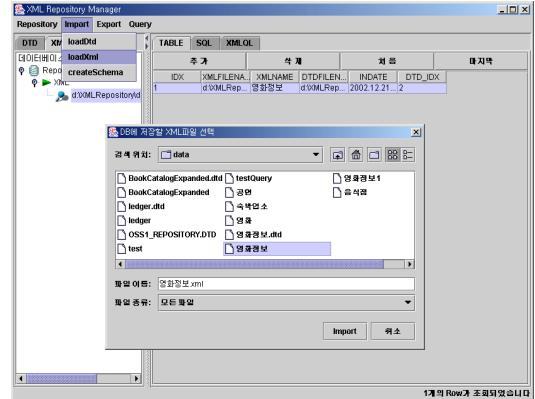 XML Repository Manager
Repository Import Export Query
DTD XM
loadDtd
loadXml
createSchema
TABLE SQL XMLQL
데이터베이스
Repo
XML
d:\XMLRepository\d
추 가 삭 제 처 음 마지막
IDX XMLFILENA... XMLNAME DTDFILEN... INDATE DTD_IDX
1 d:\XMLRep... 영화정보 d:\XMLRep... 2002.12.21... 2
DB에 저장할 XML파일 선택
검색 위치: data
BookCatalogExpanded.dtd testQuery 영화정보1
BookCatalogExpanded 공연 음식점
ledger.dtd 숙박업소
ledger 영화
OSS1_REPOSITORY.DTD 영화정보.dtd
test 영화정보
파일 이름: 영화정보.xml
파일 종류: 모든 파일
Import 취소
1개의 Row가 조회되었습니다